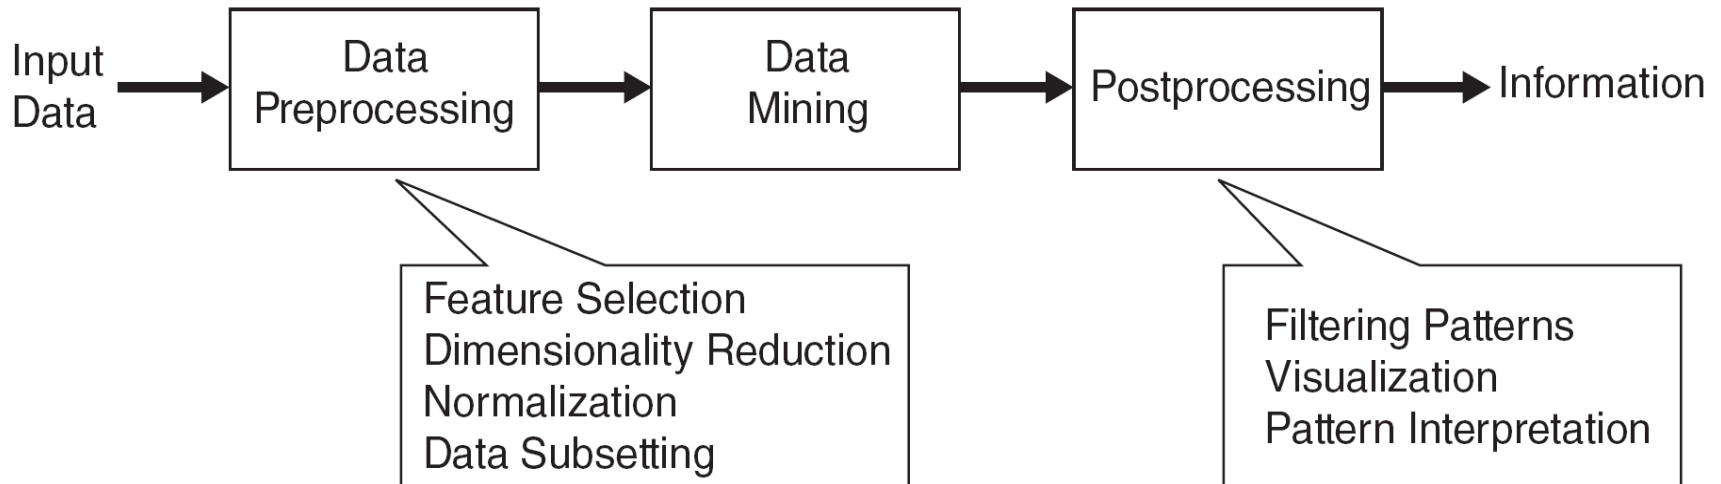 Input
Data
Data
Preprocessing
Data
Mining
Postprocessing
Information
Feature Selection
Dimensionality Reduction
Normalization
Data Subsetting
Filtering Patterns
Visualization
Pattern Interpretation